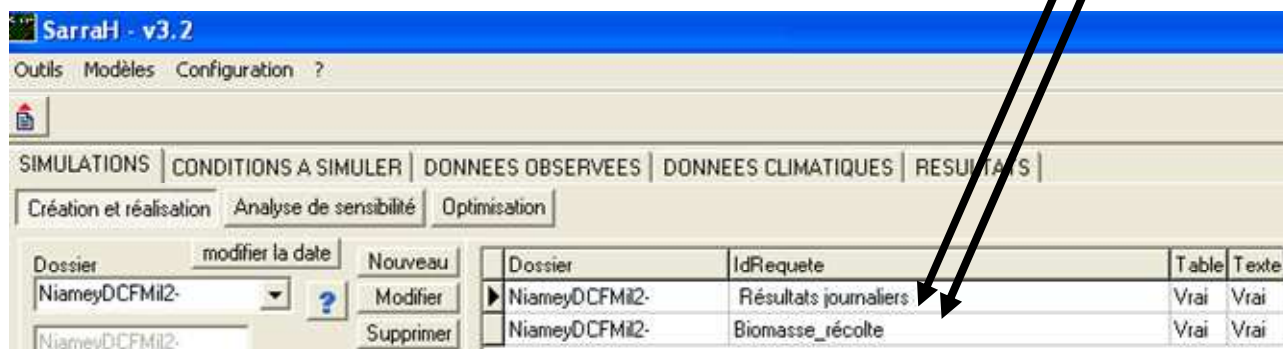 SarraH - v3.2
Outils Modèles Configuration ?
SIMULATIONS CONDITIONS A SIMULER DONNEES OBSERVEES DONNEES CLIMATIQUES RESULTATS
Création et réalisation Analyse de sensibilité Optimisation
Dossier modifier la date Nouveau Dossier IdRequete Table Texte
NiameyDCFMil2- ? Modifier NiameyDCFMil2- Résultats journaliers Vrai Vrai
NiameyDCFMil2- Supprimer NiameyDCFMil2- Biomasse_récolte Vrai Vrai